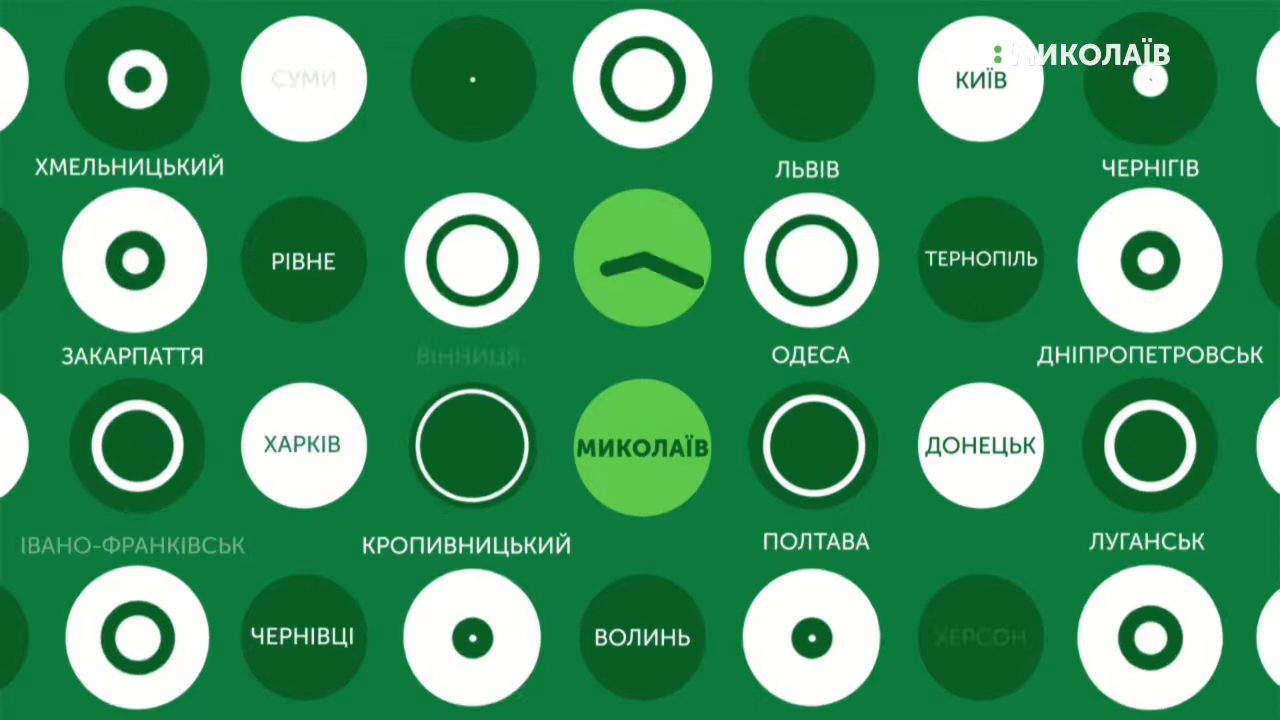 : МИКОЛАЇВ
СУМИ
КИЇВ
ХМЕЛЬНИЦЬКИЙ
ЛЬВІВ
ЧЕРНІГІВ
РІВНЕ
ТЕРНОПІЛЬ
ЗАКАРПАТТЯ
ВІННИЦЯ
ОДЕСА
ДНІПРОПЕТРОВСЬК
ХАРКІВ
МИКОЛАЇВ
ДОНЕЦЬК
ІВАНО-ФРАНКІВСЬК
КРОПИВНИЦЬКИЙ
ПОЛТАВА
ЛУГАНСЬК
ЧЕРНІВЦІ
ВОЛИНЬ
ХЕРСОН